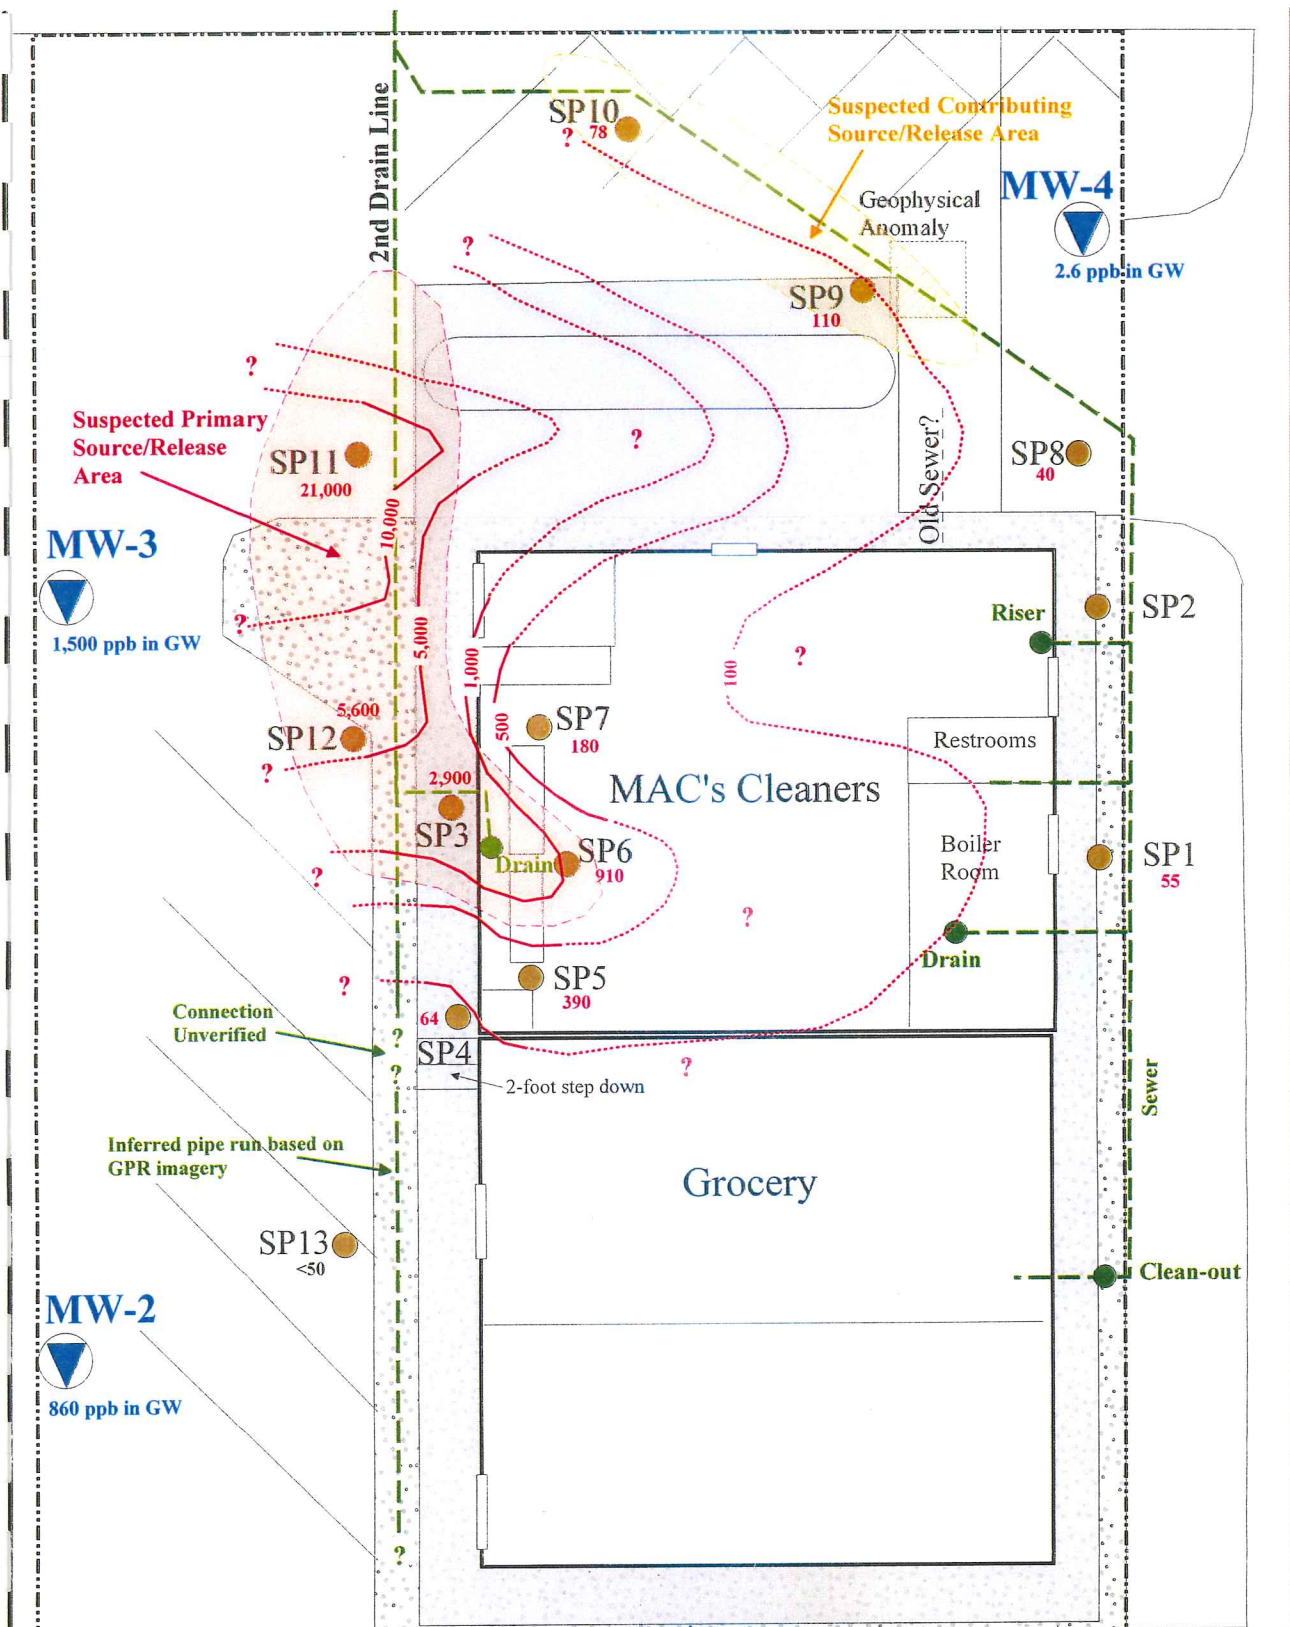 2nd Drain Line
SP10
78
?
Suspected Contributing
Source/Release Area
MW-4
2.6 ppb in GW
Geophysical
Anomaly
?
SP9
110
?
Suspected Primary
Source/Release
Area
?
SP11
21,000
Old Sewer?
SP8
40
10,000
MW-3
1,500 ppb in GW
?
5,000
1,000
500
100
?
Riser
SP2
5,600
SP12
?
SP7
180
Restrooms
MAC's Cleaners
2,900
SP3
Drain
SP6
910
Boiler
Room
SP1
55
?
?
Drain
SP5
390
?
64
SP4
Connection
Unverified
?
?
?
2-foot step down
Sewer
Inferred pipe run based on
GPR imagery
Grocery
SP13
<50
Clean-out
MW-2
860 ppb in GW
?